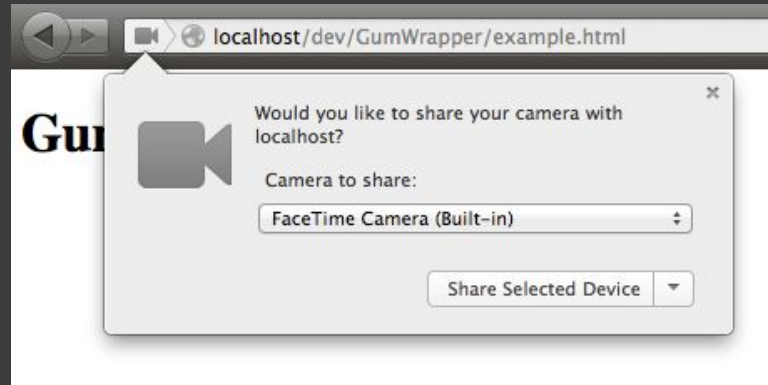 localhost/dev/GumWrapper/example.html
Would you like to share your camera with
localhost?
Camera to share:
FaceTime Camera (Built-in)
Share Selected Device